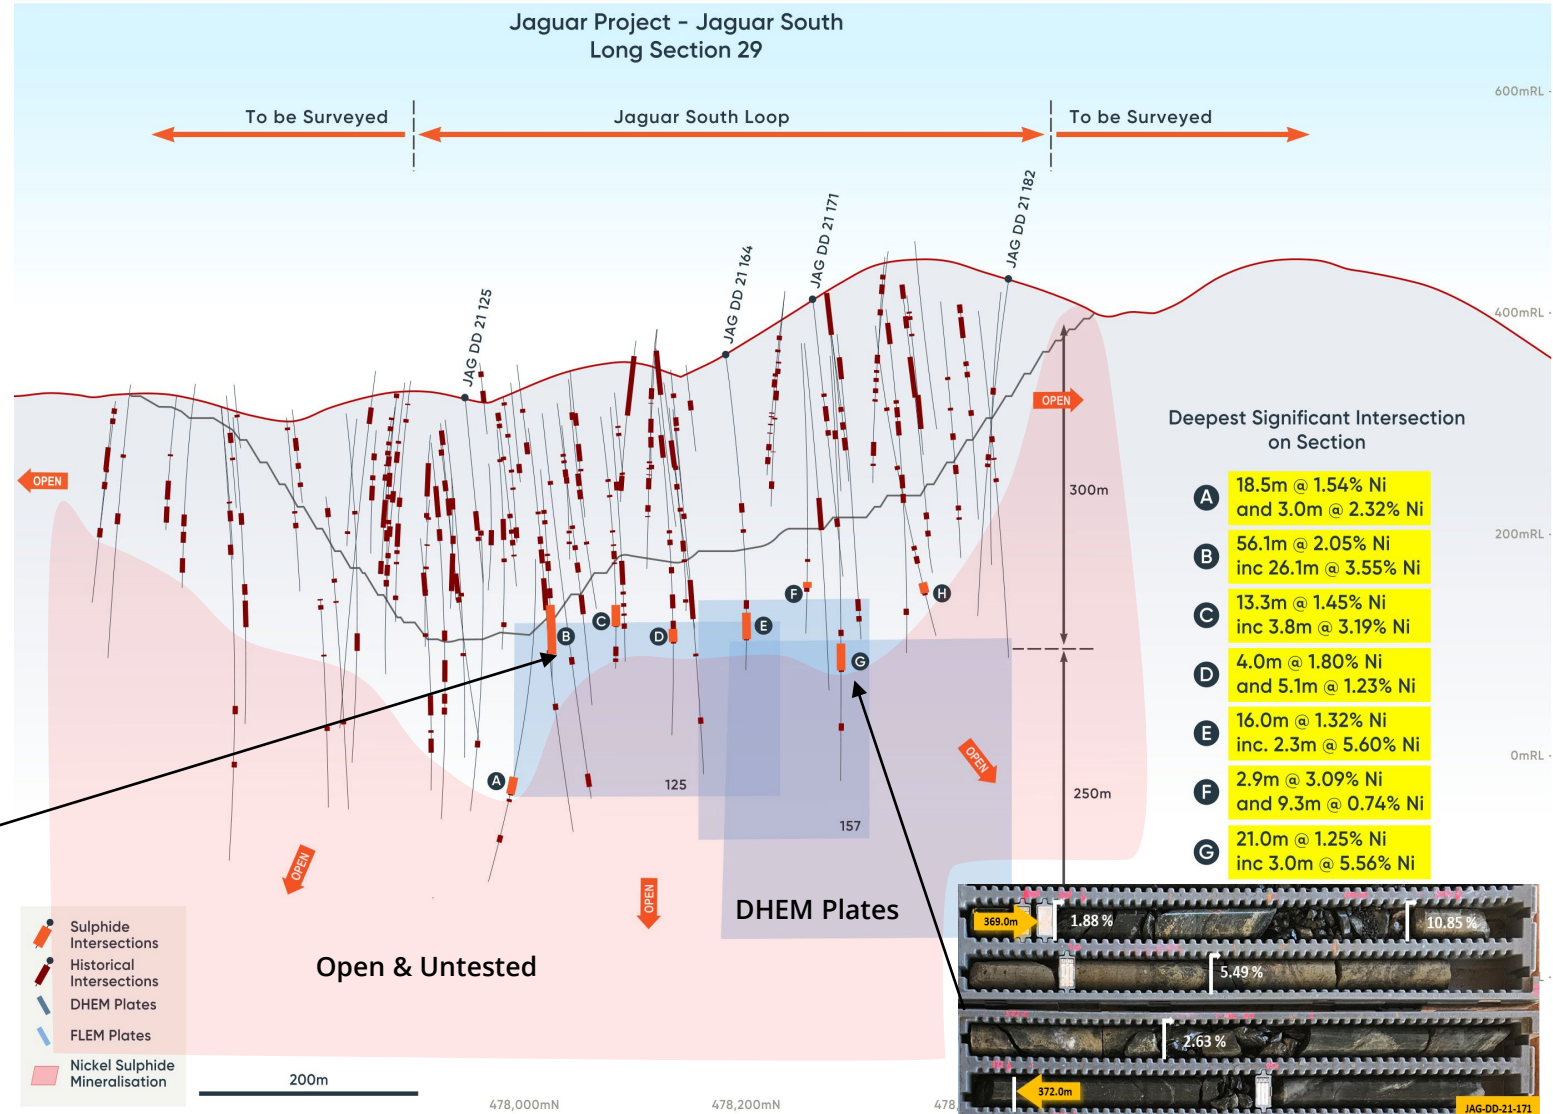 Jaguar Project - Jaguar South
Long Section 29
600mRL
To be Surveyed
Jaguar South Loop
To be Surveyed
JAG DD 21 125
JAG DD 21 164
JAG DD 21 171
JAG DD 21 182
400mRL
OPEN
OPEN
300m
200mRL
Deepest Significant Intersection
on Section
A
18.5m @ 1.54% Ni
and 3.0m @ 2.32% Ni
B
56.1m @ 2.05% Ni
inc 26.1m @ 3.55% Ni
C
13.3m @ 1.45% Ni
inc 3.8m @ 3.19% Ni
D
4.0m @ 1.80% Ni
and 5.1m @ 1.23% Ni
E
16.0m @ 1.32% Ni
inc. 2.3m @ 5.60% Ni
F
2.9m @ 3.09% Ni
and 9.3m @ 0.74% Ni
G
21.0m @ 1.25% Ni
inc 3.0m @ 5.56% Ni
F
H
C
B
D
E
G
A
OPEN
0mRL
125
250m
157
OPEN
OPEN
DHEM Plates
Open & Untested
Sulphide
Intersections
Historical
Intersections
DHEM Plates
FLEM Plates
Nickel Sulphide
Mineralisation
200m
478,000mN
478,200mN
478,
369.0m
1.88 %
10.85 %
5.49 %
2.63 %
372.0m
JAG-DD-21-171